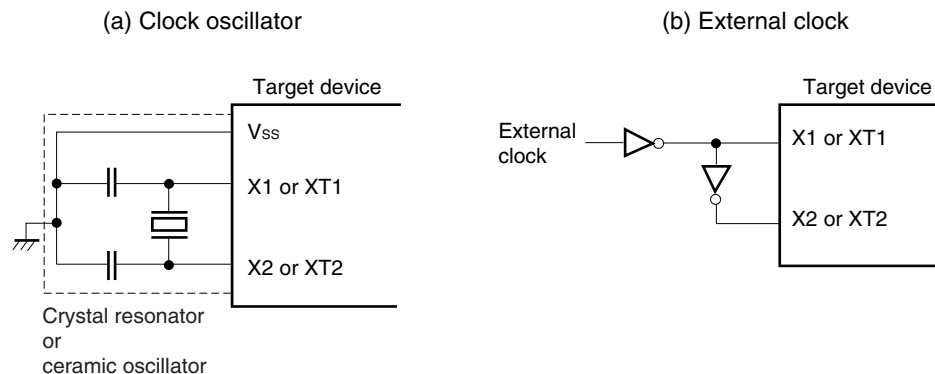 (a) Clock oscillator
Target device
VSS
X1 or XT1
X2 or XT2
Crystal resonator
or
ceramic oscillator
(b) External clock
Target device
External
clock
X1 or XT1
X2 or XT2